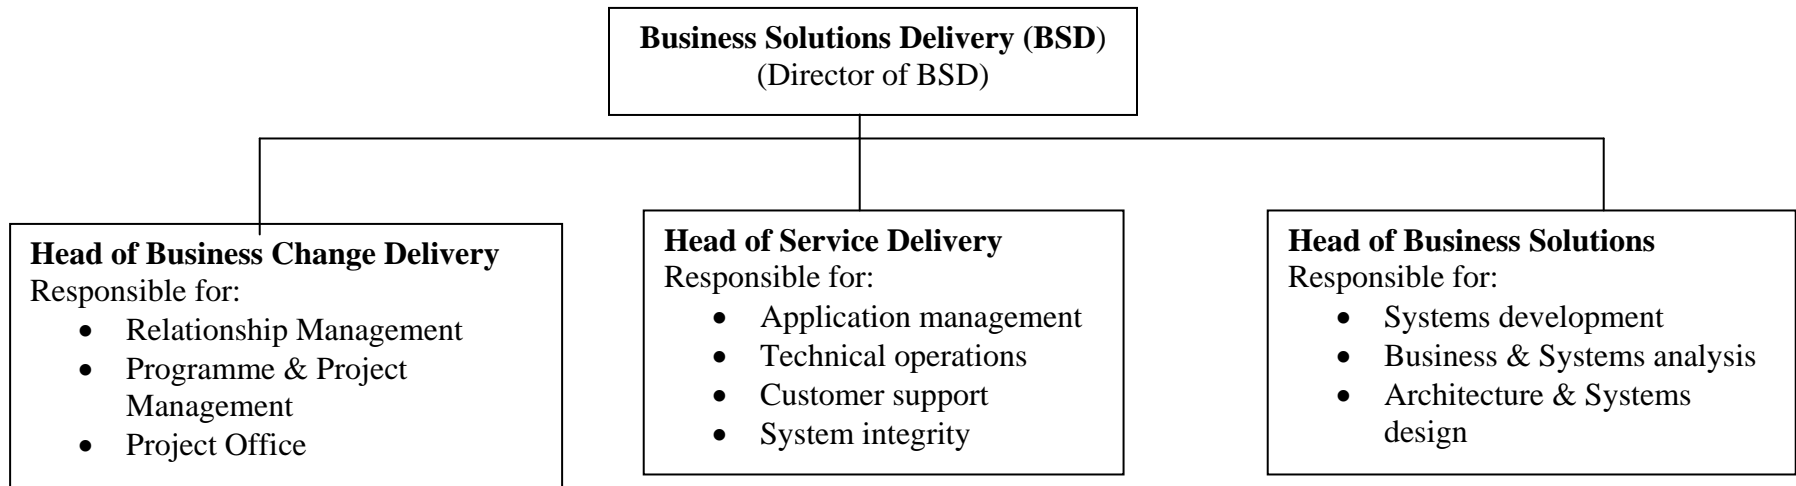 Business Solutions Delivery (BSD)
(Director of BSD)
Head of Business Change Delivery
Responsible for:
• Relationship Management
• Programme & Project
Management
• Project Office
Head of Service Delivery
Responsible for:
• Application management
• Technical operations
• Customer support
• System integrity
Head of Business Solutions
Responsible for:
• Systems development
• Business & Systems analysis
• Architecture & Systems
design